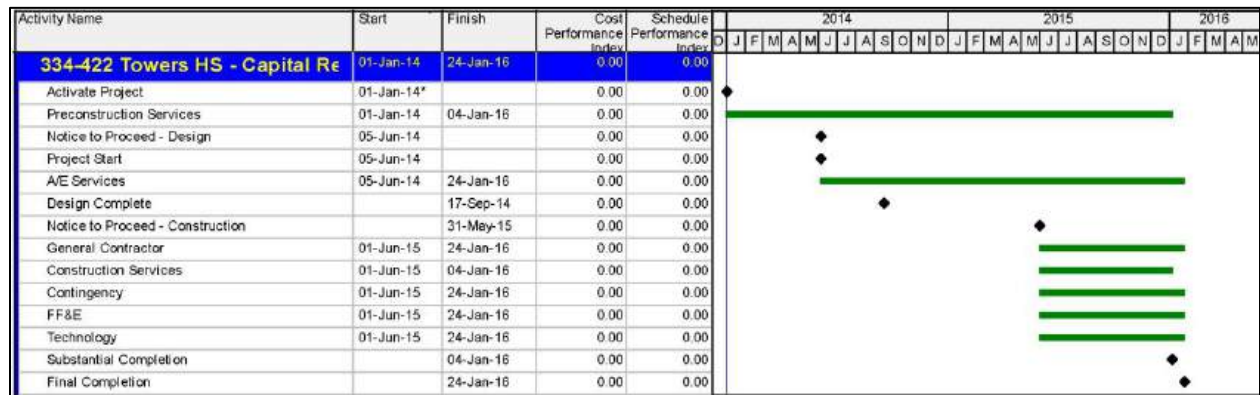 Activity Name Start Finish Cost Performance Index Schedule Performance Index 2014 2015 2016
D J F M A M J J A S O N D J F M A M J J A S O N D J F M A M
334-422 Towers HS - Capital Re 01-Jan-14 24-Jan-16 0.00 0.00
Activate Project 01-Jan-14* 0.00 0.00
Preconstruction Services 01-Jan-14 04-Jan-16 0.00 0.00
Notice to Proceed - Design 05-Jun-14 0.00 0.00
Project Start 05-Jun-14 0.00 0.00
A/E Services 05-Jun-14 24-Jan-16 0.00 0.00
Design Complete 17-Sep-14 0.00 0.00
Notice to Proceed - Construction 31-May-15 0.00 0.00
General Contractor 01-Jun-15 24-Jan-16 0.00 0.00
Construction Services 01-Jun-15 04-Jan-16 0.00 0.00
Contingency 01-Jun-15 24-Jan-16 0.00 0.00
FF&E 01-Jun-15 24-Jan-16 0.00 0.00
Technology 01-Jun-15 24-Jan-16 0.00 0.00
Substantial Completion 04-Jan-16 0.00 0.00
Final Completion 24-Jan-16 0.00 0.00